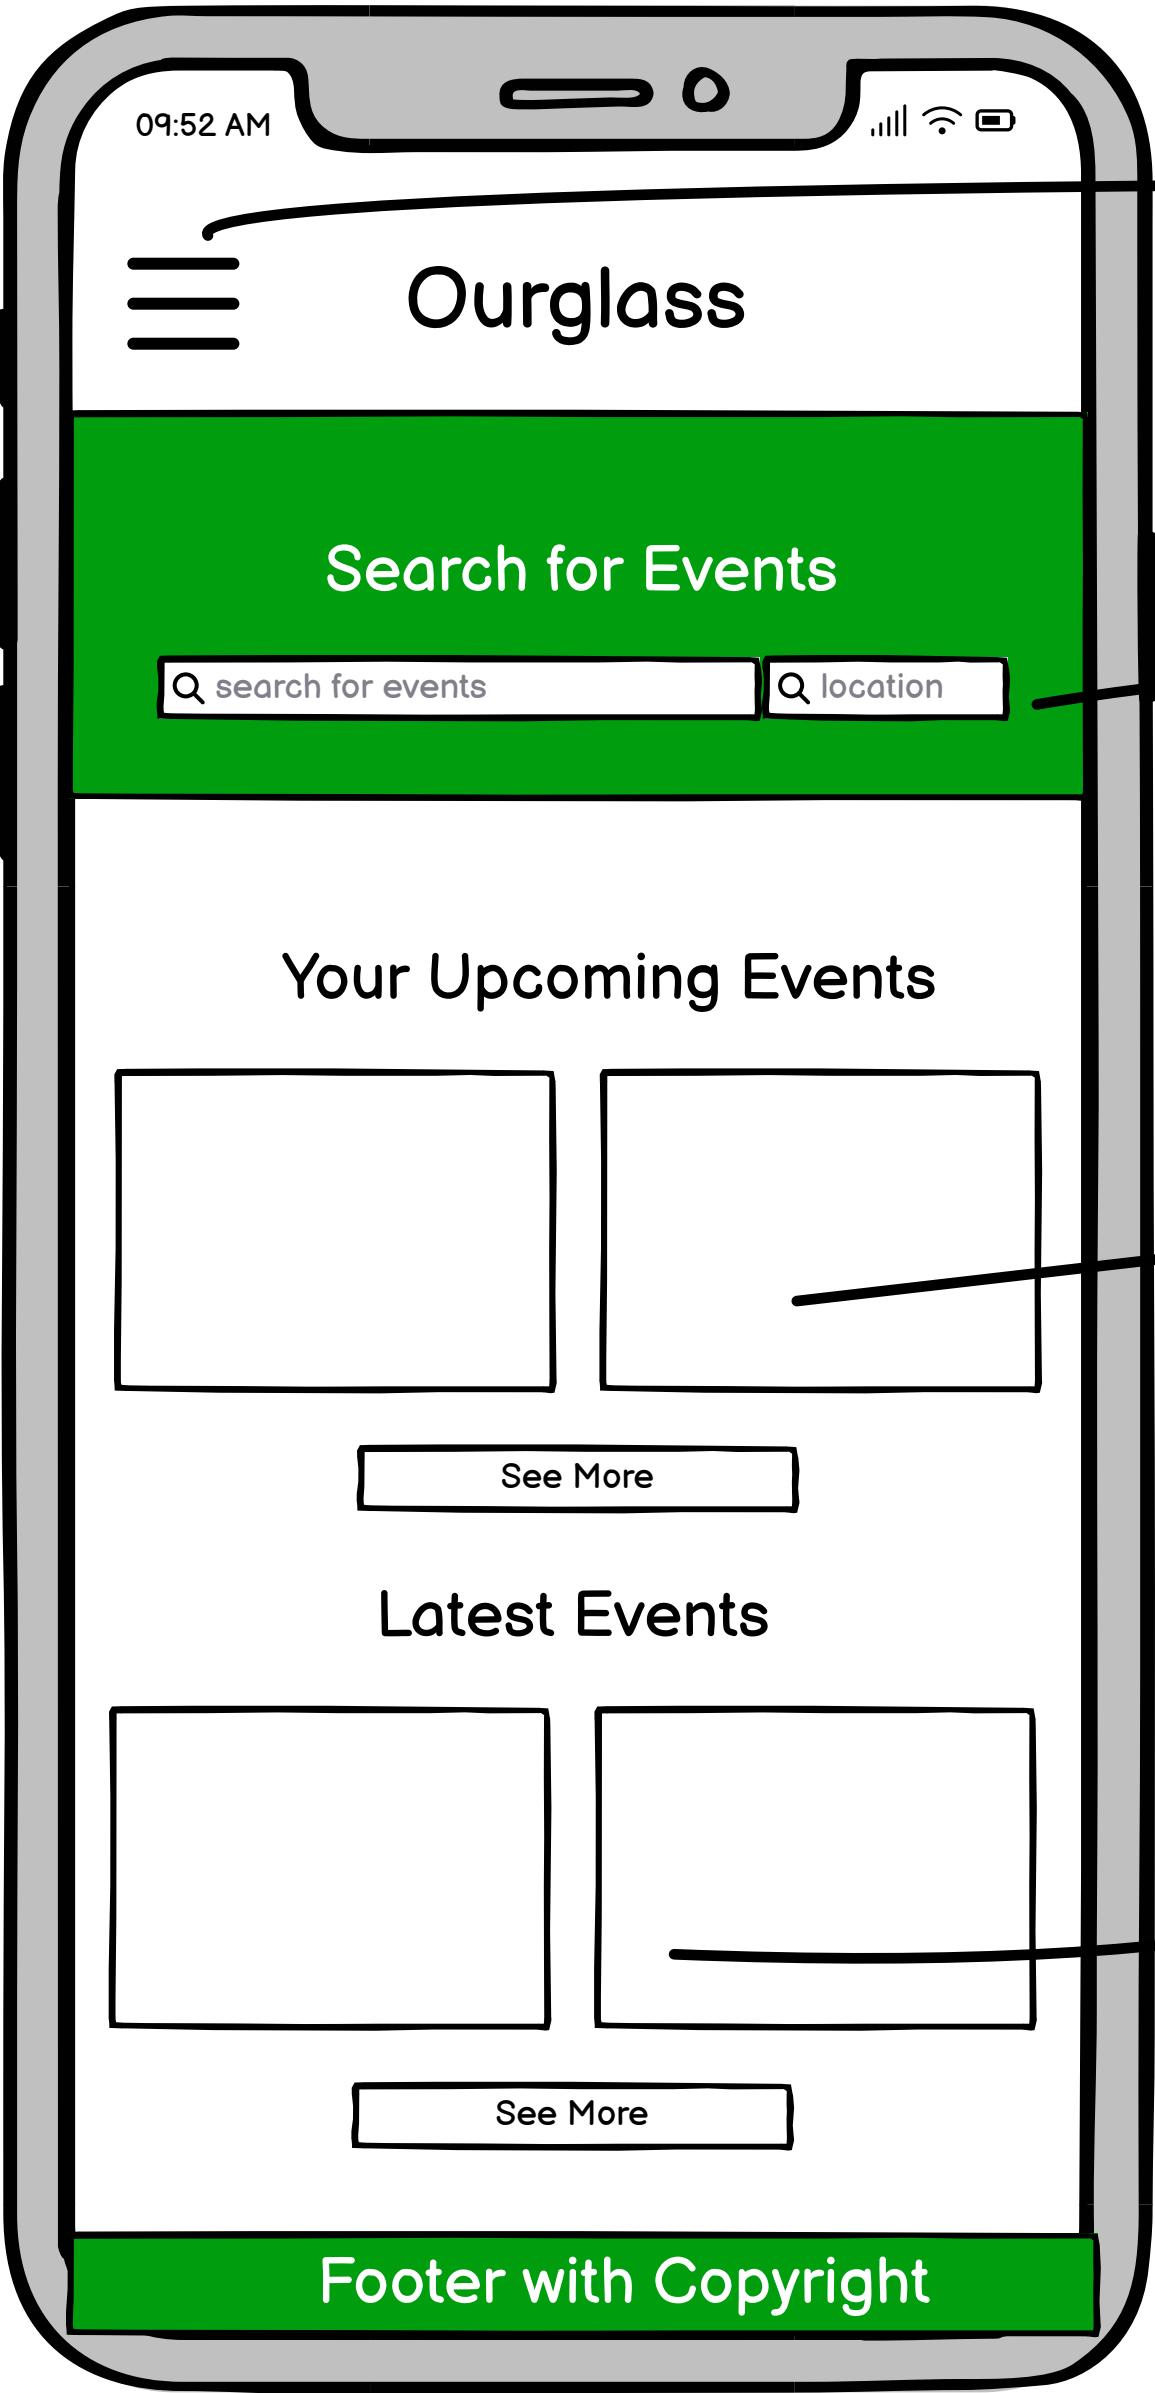 09:52 AM
Ourglass
Search for Events
search for events
location
Your Upcoming Events
See More
Latest Events
See More
Footer with Copyright